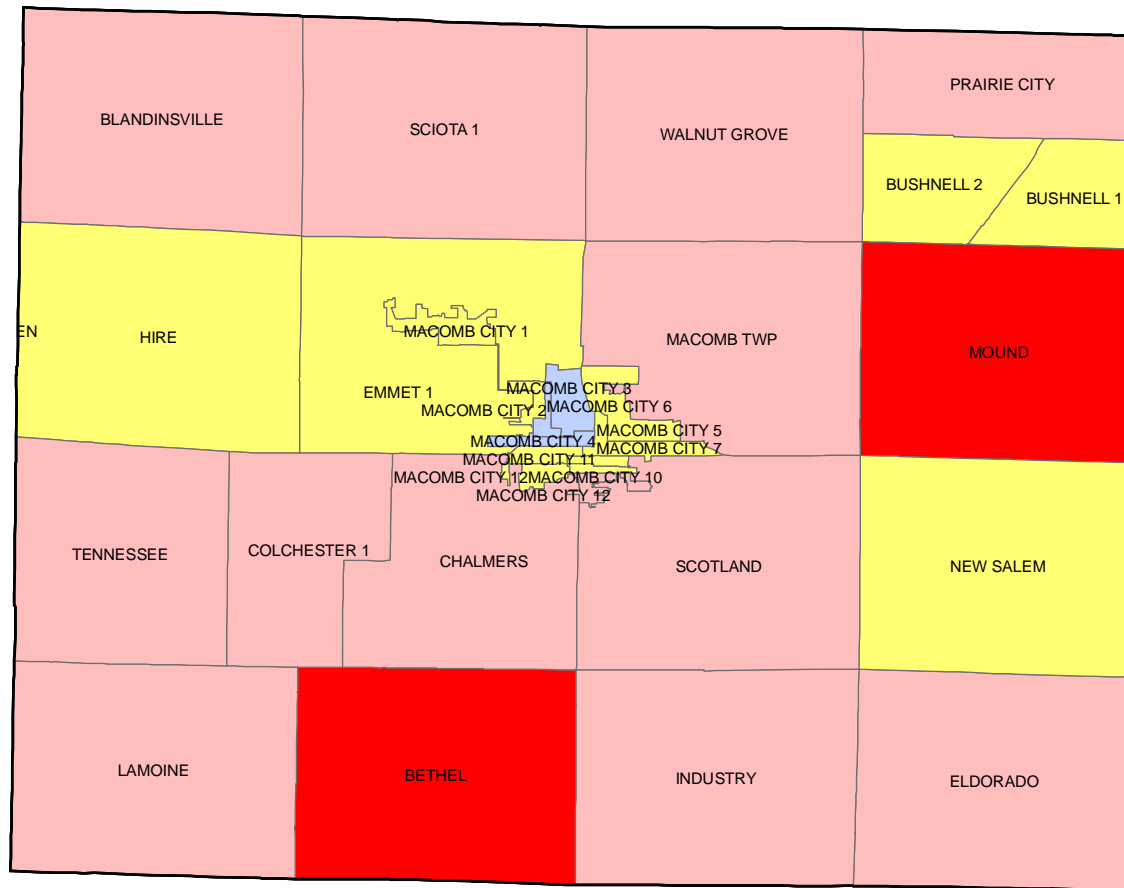 PRAIRIE CITY
BLANDINSVILLE
SCIOTA 1
WALNUT GROVE
BUSHNELL 2
BUSHNELL 1
EN
HIRE
MACOMB CITY 1
MACOMB TWP
MOUND
EMMET 1
MACOMB CITY 3
MACOMB CITY 2
MACOMB CITY 6
MACOMB CITY 5
MACOMB CITY 4
MACOMB CITY 7
MACOMB CITY 11
MACOMB CITY 12
MACOMB CITY 10
MACOMB CITY 12
TENNESSEE
COLCHESTER 1
CHALMERS
SCOTLAND
NEW SALEM
LAMOINE
BETHEL
INDUSTRY
ELDORADO